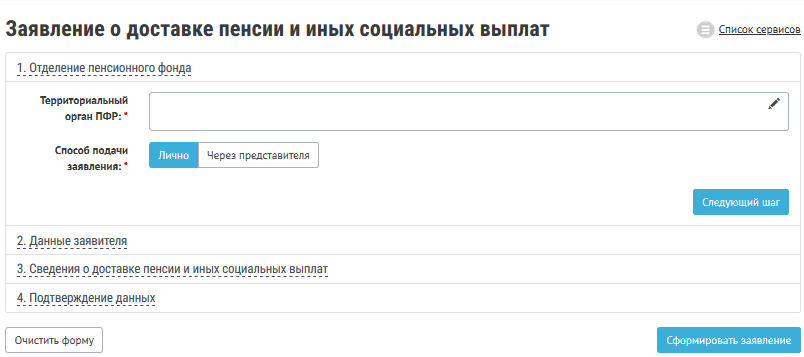 Заявление о доставке пенсии и иных социальных выплат
Список сервисов
1. Отделение пенсионного фонда
Территориальный
орган ПФР: *
Способ подачи
заявления: *
Лично
Через представителя
Следующий шаг
2. Данные заявителя
3. Сведения о доставке пенсии и иных социальных выплат
4. Подтверждение данных
Очистить форму
Сформировать заявление